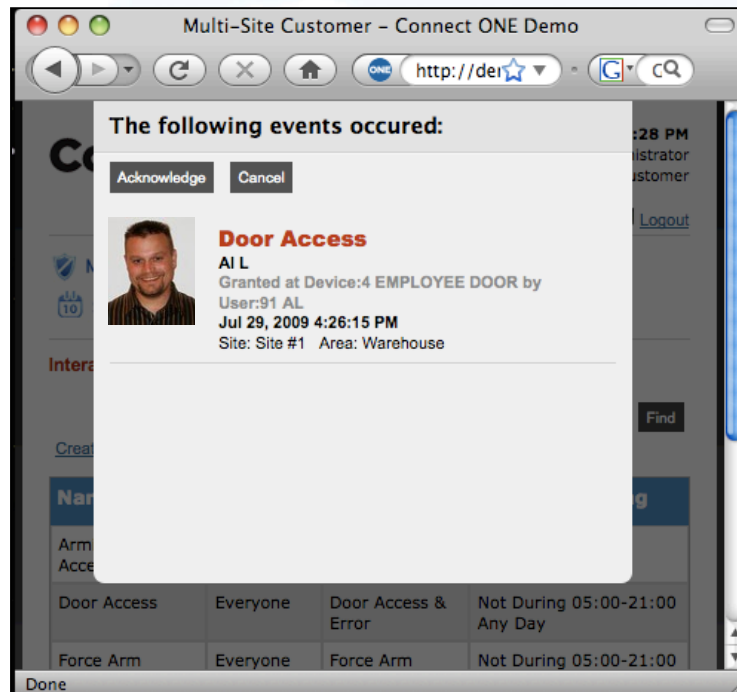 Multi-Site Customer – Connect ONE Demo
ONE http://der G
The following events occured:
:28 PM
Acknowledge Cancel
Logout
Door Access
Al L
Granted at Device:4 EMPLOYEE DOOR by
User:91 AL
Jul 29, 2009 4:26:15 PM
10
Site: Site #1 Area: Warehouse
Find
Door Access Everyone Door Access & Error Not During 05:00-21:00 Any Day
Force Arm Everyone Force Arm Not During 05:00-21:00
Done